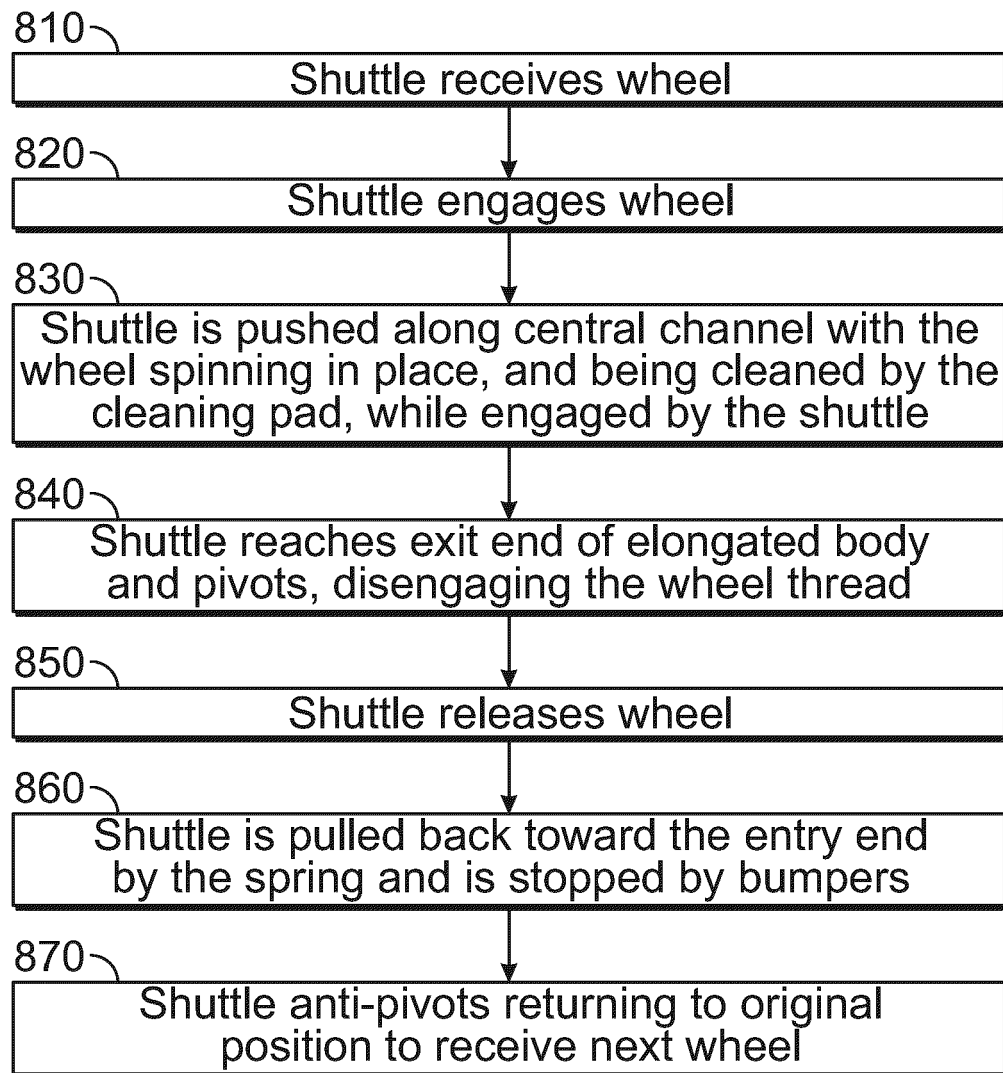 810
Shuttle receives wheel
820
Shuttle engages wheel
830
Shuttle is pushed along central channel with the
wheel spinning in place, and being cleaned by the
cleaning pad, while engaged by the shuttle
840
Shuttle reaches exit end of elongated body
and pivots, disengaging the wheel thread
850
Shuttle releases wheel
860
Shuttle is pulled back toward the entry end
by the spring and is stopped by bumpers
870
Shuttle anti-pivots returning to original
position to receive next wheel